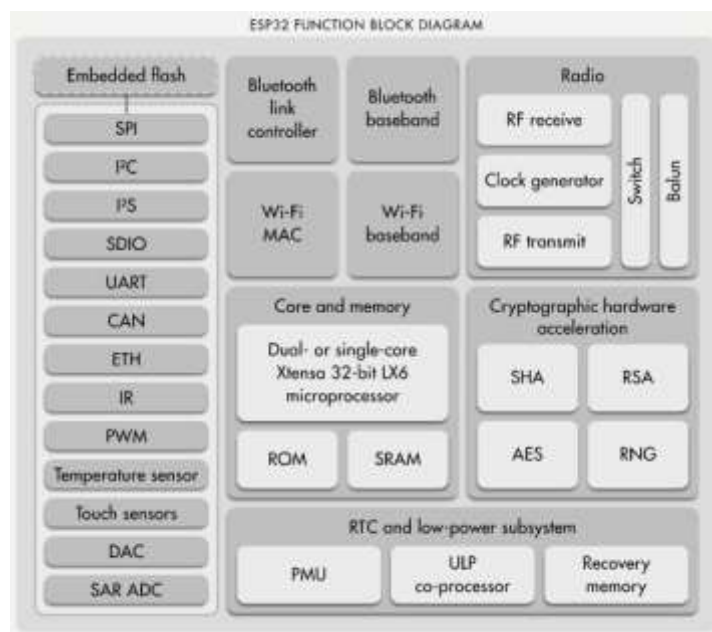 ESP32 FUNCTION BLOCK DIAGRAM
Embedded flash
SPI
I²C
I²S
SDIO
UART
CAN
ETH
IR
PWM
Temperature sensor
Touch sensors
DAC
SAR ADC
Bluetooth
link
controller
Bluetooth
baseband
Wi-Fi
MAC
Wi-Fi
baseband
Radio
RF receive
Clock generator
RF transmit
Switch
Balun
Core and memory
Dual- or single-core
Xtensa 32-bit LX6
microprocessor
ROM
SRAM
Cryptographic hardware
acceleration
SHA
RSA
AES
RNG
RTC and low-power subsystem
PMU
ULP
co-processor
Recovery
memory